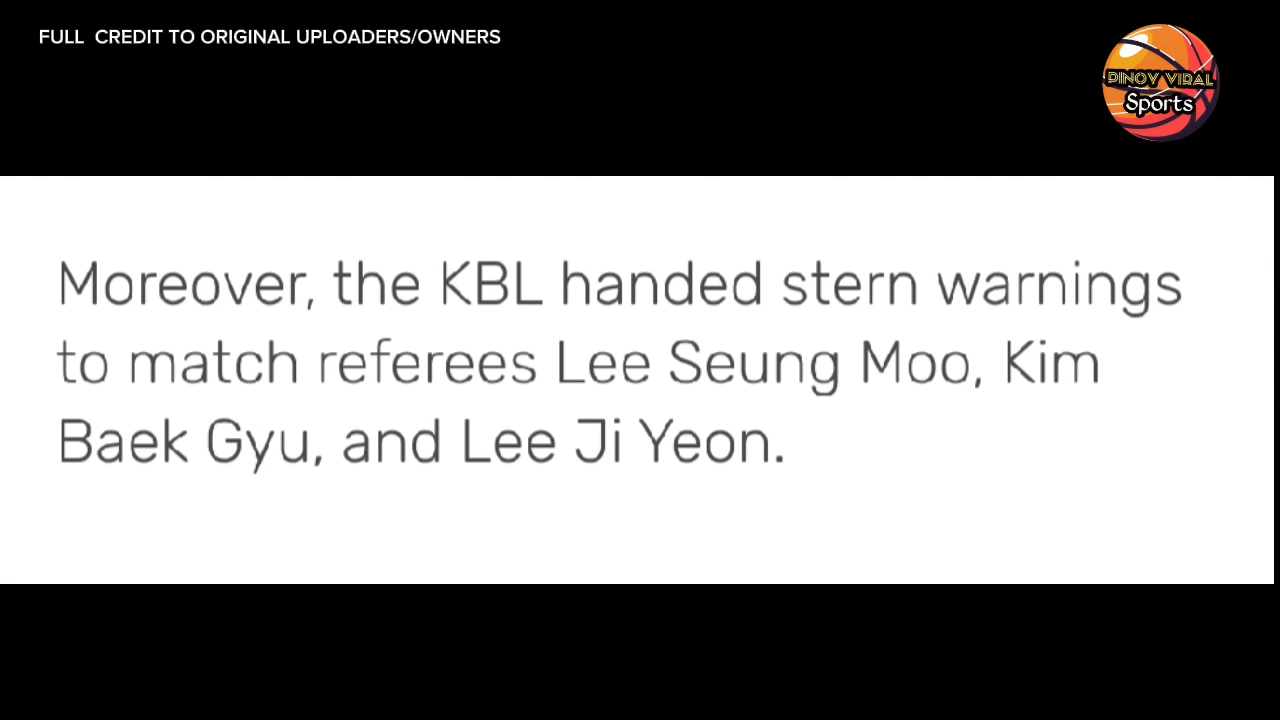 FULL CREDIT TO ORIGINAL UPLOADERS/OWNERS
PINOY VIRAL
Sports
Moreover, the KBL handed stern warnings
to match referees Lee Seung Moo, Kim
Baek Gyu, and Lee Ji Yeon.